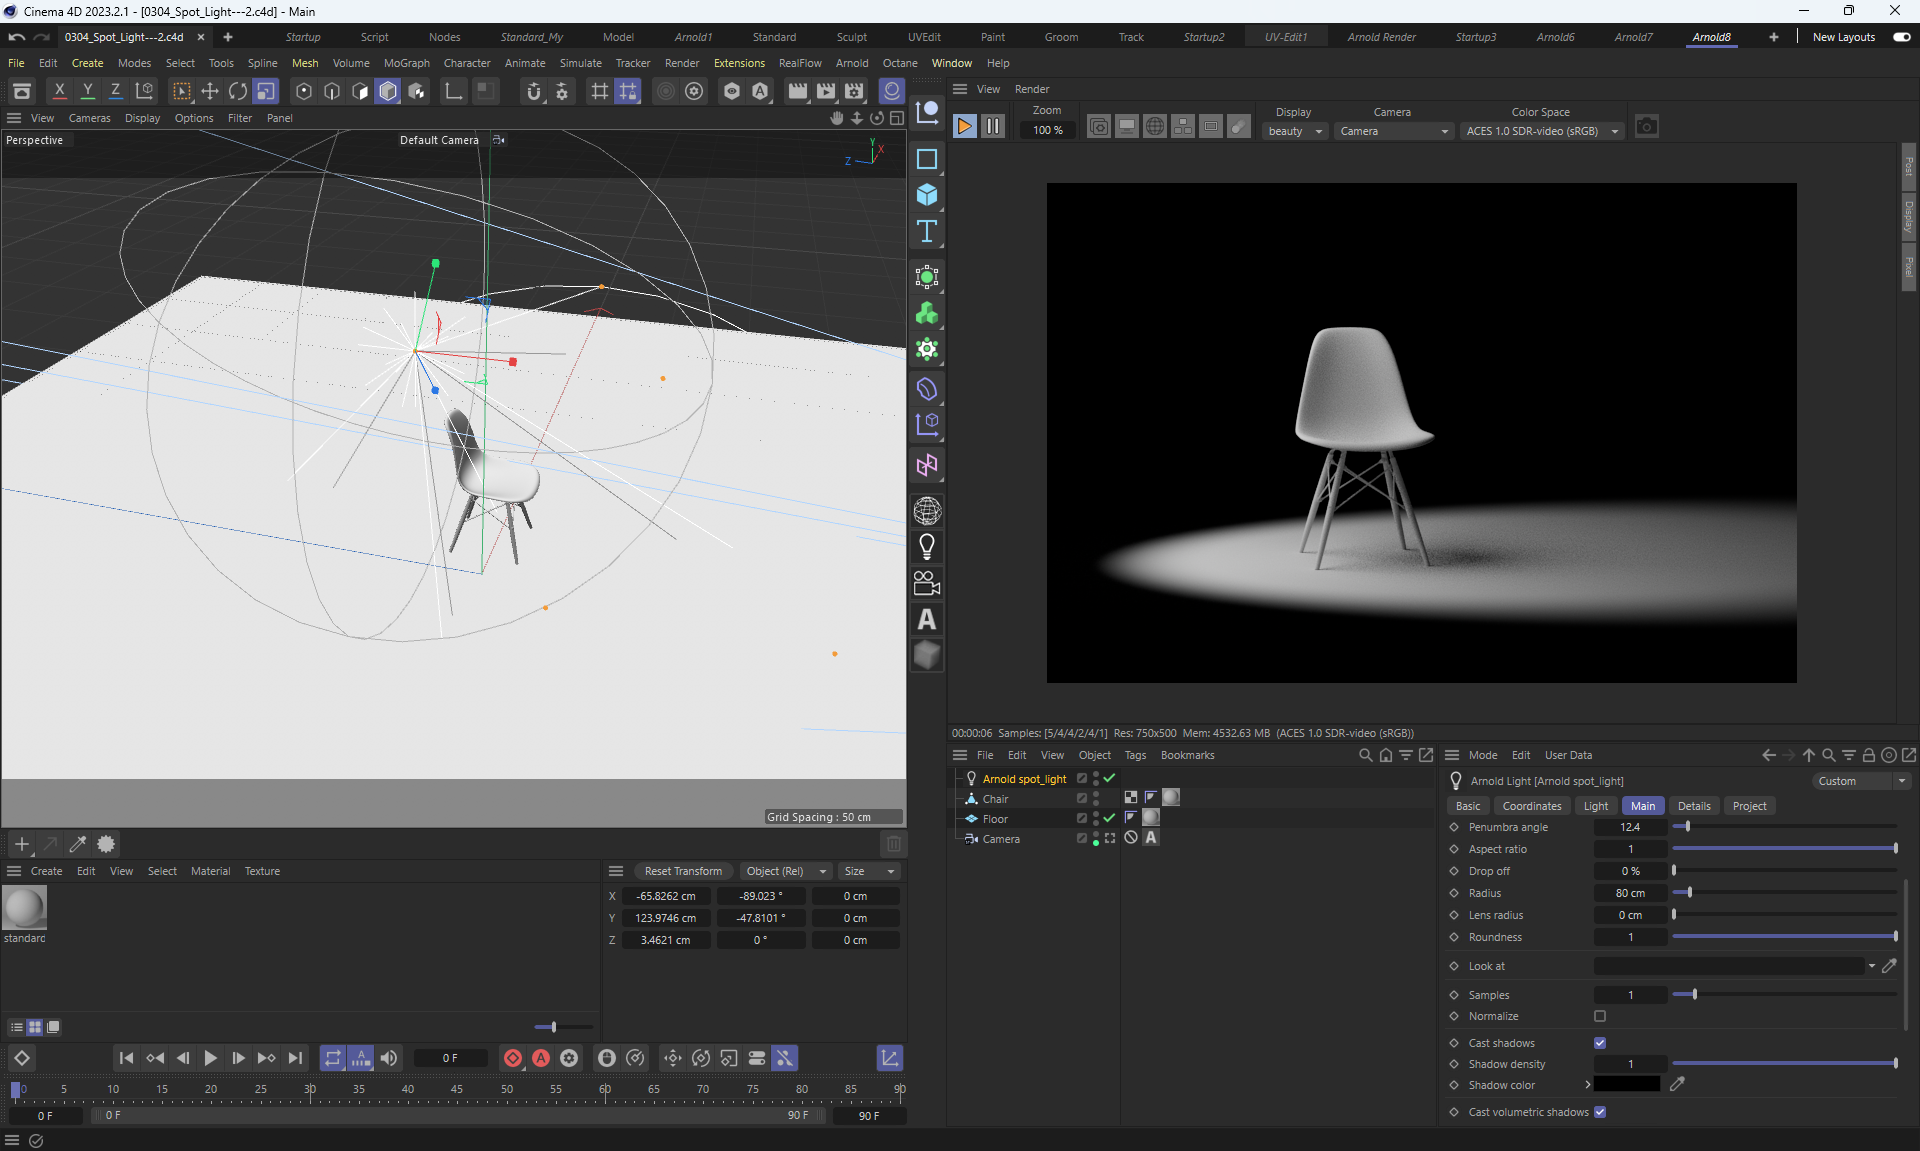 Cinema 4D 2023.2.1 - [0304_Spot_Light---2.c4d] - Main
0304_Spot_Light---2.c4d × + Startup Script Nodes Standard_My Model Arnold1 Standard Sculpt UVEdit Paint Groom Track Startup2 UV-Edit1 Arnold Render Startup3 Arnold6 Arnold7 Arnold8 + New Layouts
File Edit Create Modes Select Tools Spline Mesh Volume MoGraph Character Animate Simulate Tracker Render Extensions RealFlow Arnold Octane Window Help
X Y Z
View Render
View Cameras Display Options Filter Panel
Zoom Display Camera Color Space
100 % beauty Camera ACES 1.0 SDR-video (sRGB)
Perspective Default Camera
Y X Z
Post
Display
Pixel
Grid Spacing : 50 cm
00:00:06 Samples: [5/4/4/2/4/1] Res: 750x500 Mem: 4532.63 MB (ACES 1.0 SDR-video (sRGB))
File Edit View Object Tags Bookmarks
Arnold spot_light
Chair
Floor
Camera
Mode Edit User Data
Arnold Light [Arnold spot_light] Custom
Basic Coordinates Light Main Details Project
Penumbra angle 12.4
Aspect ratio 1
Drop off 0 %
Radius 80 cm
Lens radius 0 cm
Roundness 1
Look at
Samples 1
Normalize
Cast shadows
Shadow density 1
Shadow color
Cast volumetric shadows
Create Edit View Select Material Texture
standard
Reset Transform Object (Rel) Size
X -65.8262 cm -89.023 ° 0 cm
Y 123.9746 cm -47.8101 ° 0 cm
Z 3.4621 cm 0 ° 0 cm
0 F
0 5 10 15 20 25 30 35 40 45 50 55 60 65 70 75 80 85 90
0 F 0 F 90 F 90 F